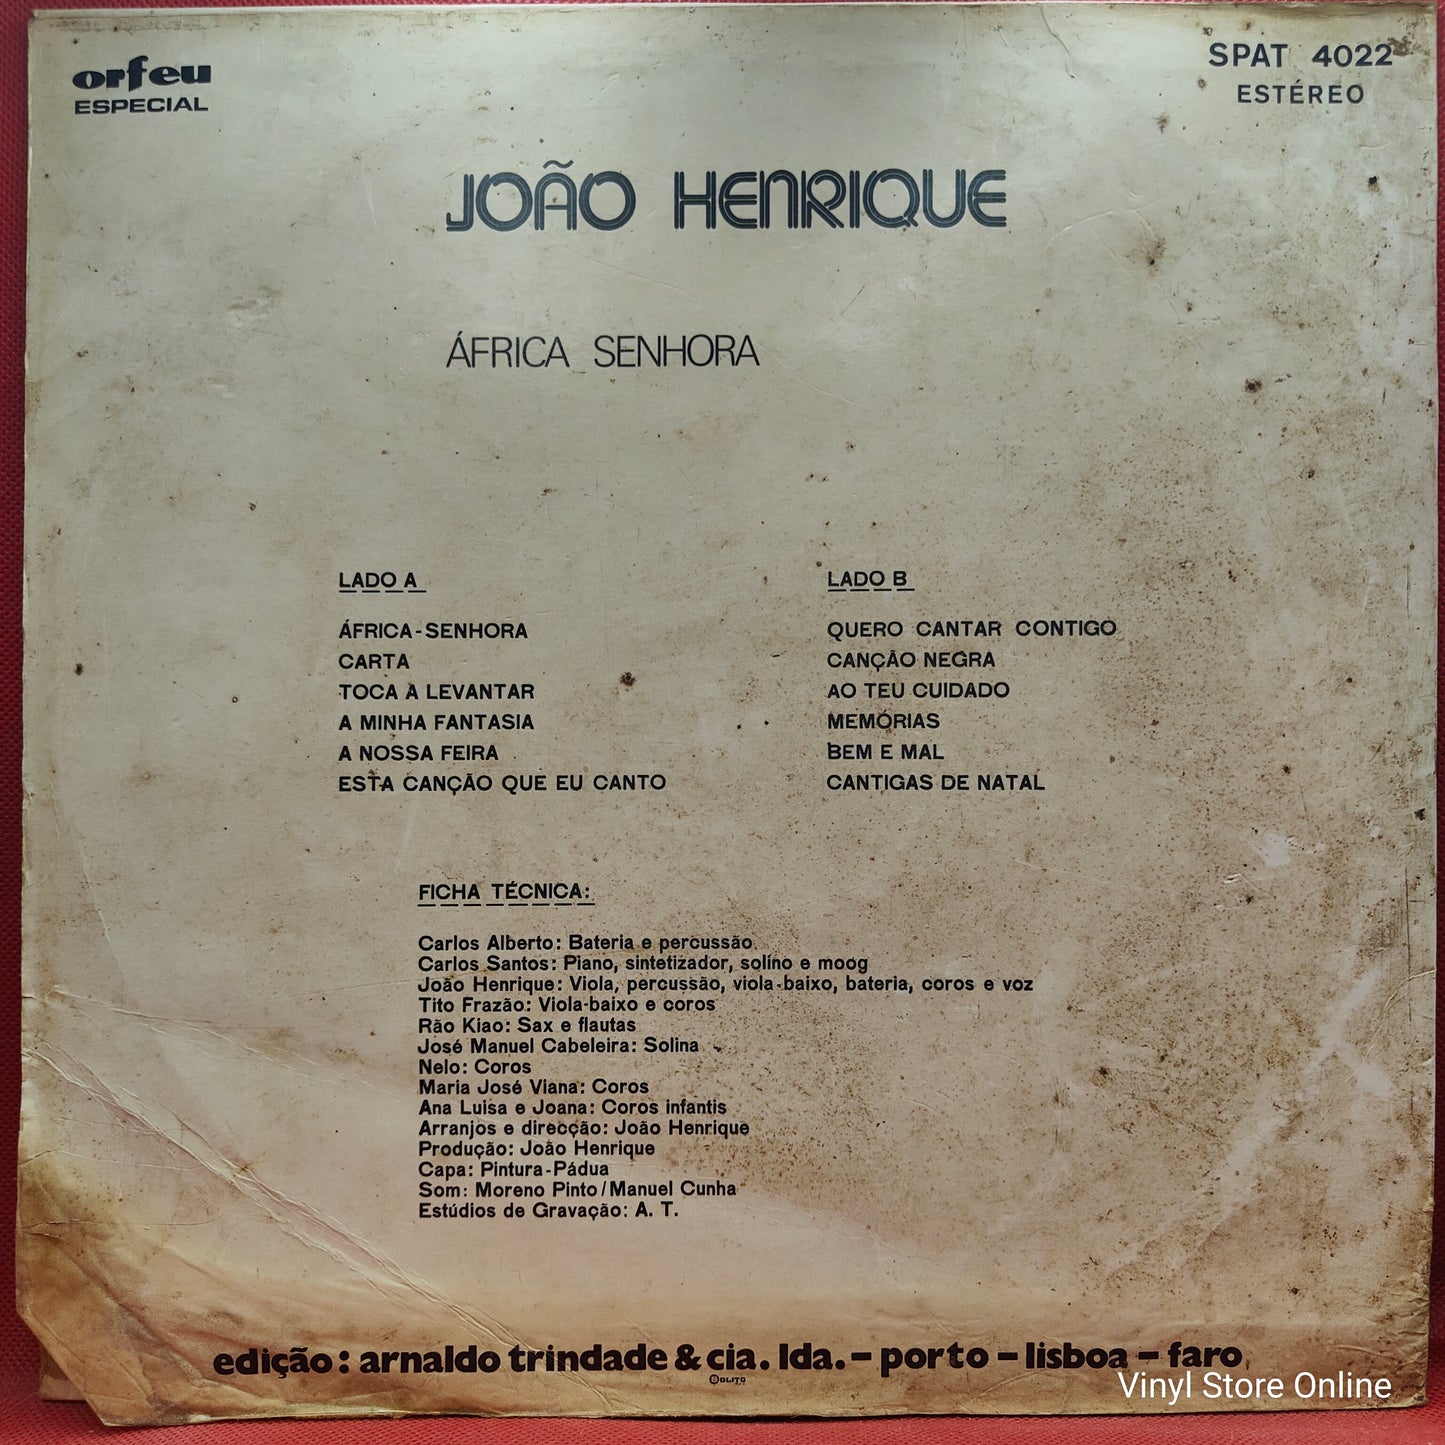 orfeu
ESPECIAL
SPAT 4022
ESTÉREO
JOÃO HENRIQUE
ÁFRICA SENHORA
LADO A
ÁFRICA-SENHORA
CARTA
TOCA A LEVANTAR
A MINHA FANTASIA
A NOSSA FEIRA
ESTA CANÇÃO QUE EU CANTO
LADO B
QUERO CANTAR CONTIGO
CANÇÃO NEGRA
AO TEU CUIDADO
MEMÓRIAS
BEM E MAL
CANTIGAS DE NATAL
FICHA TÉCNICA:
Carlos Alberto: Bateria e percussão
Carlos Santos: Piano, sintetizador, solino e moog
João Henrique: Viola, percussão, viola-baixo, bateria, coros e voz
Tito Frazão: Viola-baixo e coros
Rão Kiao: Sax e flautas
José Manuel Cabeleira: Solina
Nelo: Coros
Maria José Viana: Coros
Ana Luisa e Joana: Coros infantis
Arranjos e direcção: João Henrique
Produção: João Henrique
Capa: Pintura-Pádua
Som: Moreno Pinto/Manuel Cunha
Estúdios de Gravação: A. T.
edição: arnaldo trindade & cia. lda. – porto – lisboa – faro
Vinyl Store Online